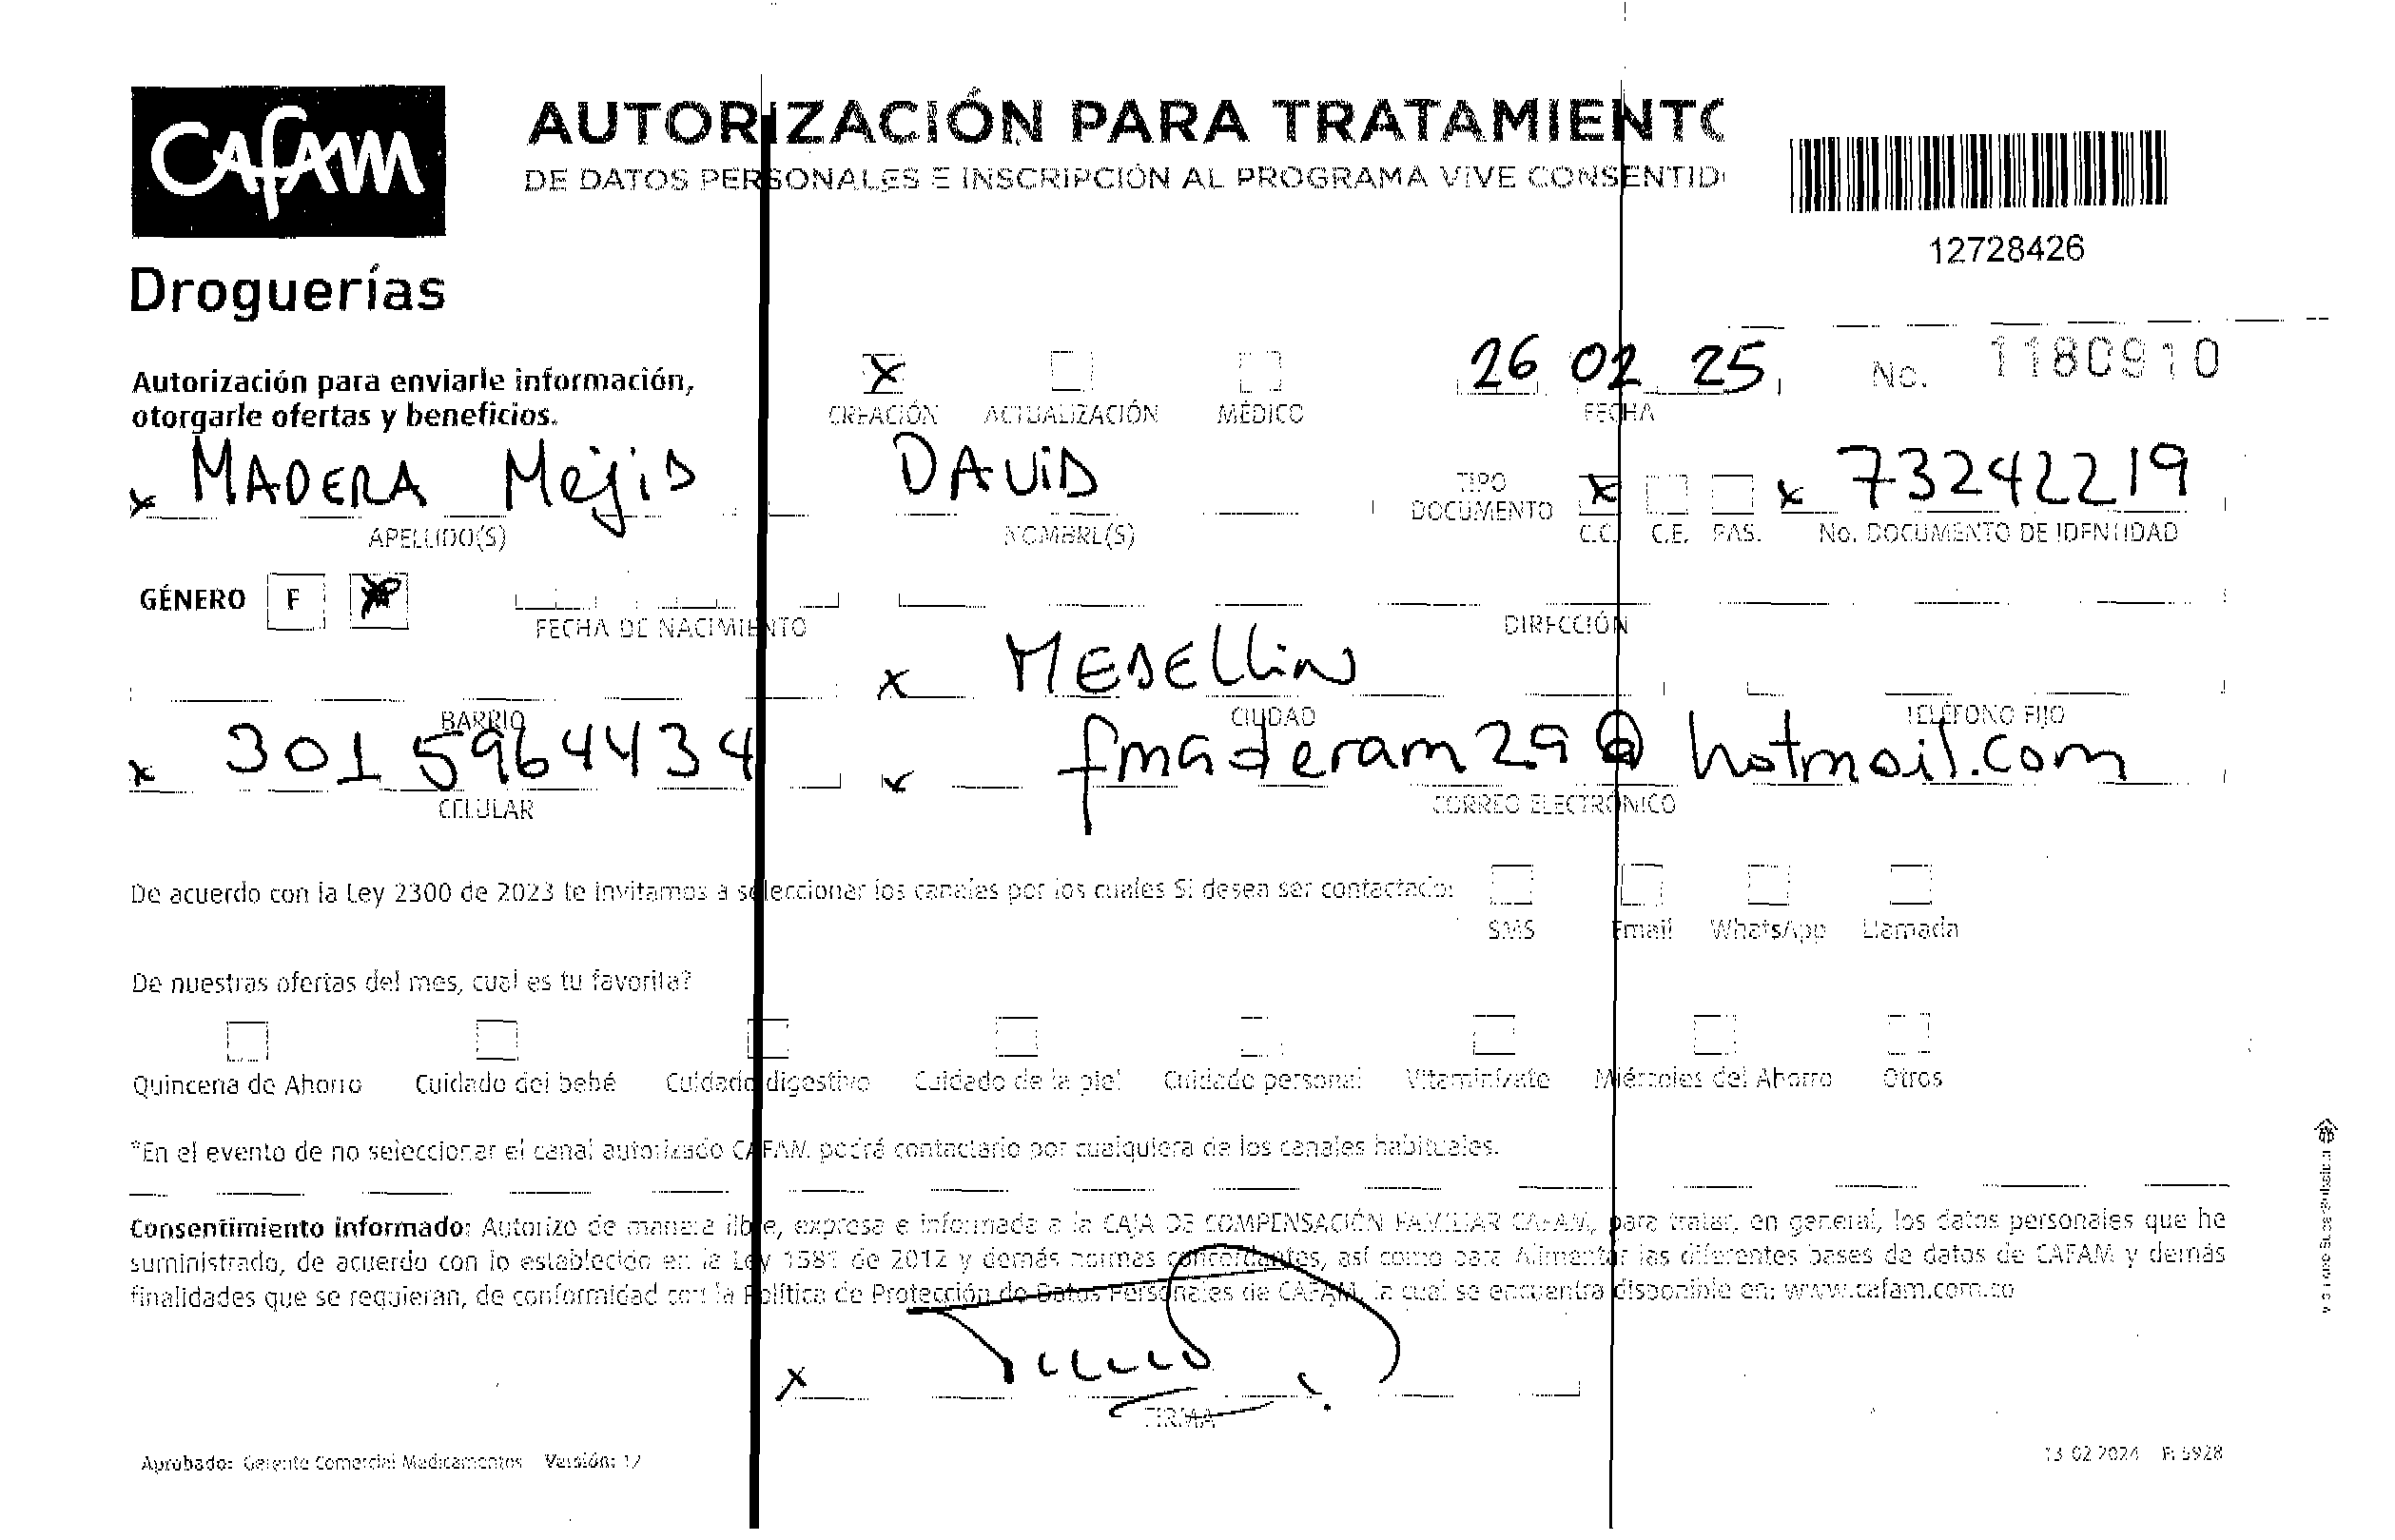 CAFAM
Droguerías
AUTORIZACIÓN PARA TRATAMIENTO
DE DATOS PERSONALES E INSCRIPCIÓN AL PROGRAMA VIVE CONSENTID
12728426
Autorización para enviarle información,
otorgarle ofertas y beneficios.
X CREACIÓN ACTUALIZACIÓN MÉDICO
26 02 25
FECHA
No. 1180910
x MADERA Mejia DAVID
APELLIDO(S) NOMBRE(S)
TIPO DOCUMENTO X C.C. C.E. PAS.
x 73242219
No. DOCUMENTO DE IDENTIDAD
GÉNERO F X
FECHA DE NACIMIENTO DIRECCIÓN
x MEDELLIN
BARRIO CIUDAD TELÉFONO FIJO
x 301 5964434 x fmaderam29@hotmail.com
CELULAR CORREO ELECTRÓNICO
De acuerdo con la Ley 2300 de 2023 te invitamos a seleccionar los canales por los cuales Si desea ser contactado:
SMS Email WhatsApp Llamada
De nuestras ofertas del mes, cual es tu favorita?
Quincena de Ahorro Cuidado del bebé Cuidado digestivo Cuidado de la piel Cuidado personal Vitamínizate Miércoles del Ahorro Otros
*En el evento de no seleccionar el canal autorizado CAFAM podrá contactarlo por cualquiera de los canales habituales.
Consentimiento informado: Autorizo de manera libre, expresa e informada a la CAJA DE COMPENSACIÓN FAMILIAR CAFAM, para tratar, en general, los datos personales que he
suministrado, de acuerdo con lo establecido en la Ley 1581 de 2012 y demás normas concordantes, así como para Alimentar las diferentes bases de datos de CAFAM y demás
finalidades que se requieran, de conformidad con la Política de Protección de Datos Personales de CAFAM, la cual se encuentra disponible en: www.cafam.com.co
x
FIRMA
Aprobado: Gerente Comercial Medicamentos Versión: 12
13 02 2024